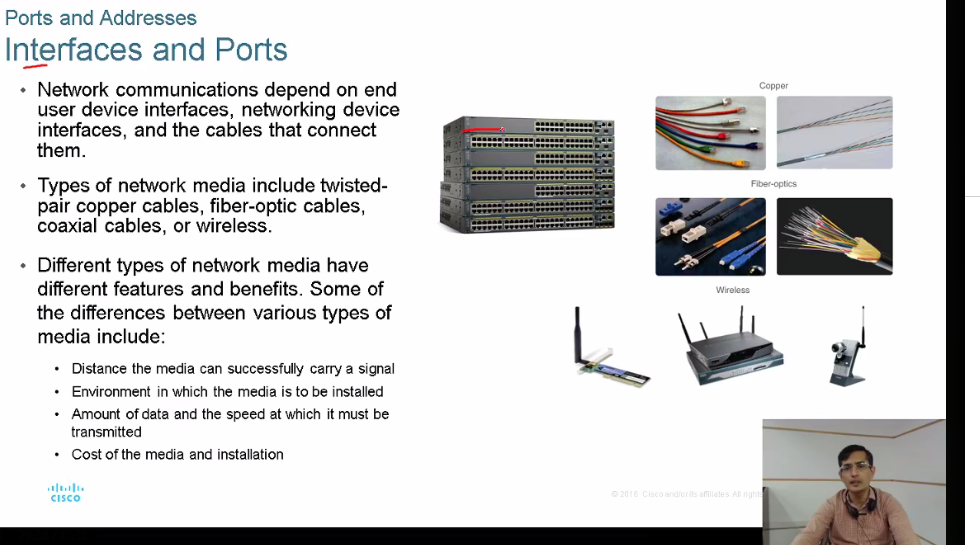 Ports and Addresses
Interfaces and Ports
• Network communications depend on end
user device interfaces, networking device
interfaces, and the cables that connect
them.
• Types of network media include twisted-
pair copper cables, fiber-optic cables,
coaxial cables, or wireless.
• Different types of network media have
different features and benefits. Some of
the differences between various types of
media include:
• Distance the media can successfully carry a signal
• Environment in which the media is to be installed
• Amount of data and the speed at which it must be
transmitted
• Cost of the media and installation
Copper
Fiber-optics
Wireless
CISCO
© 2016 Cisco and/or its affiliates. All rights